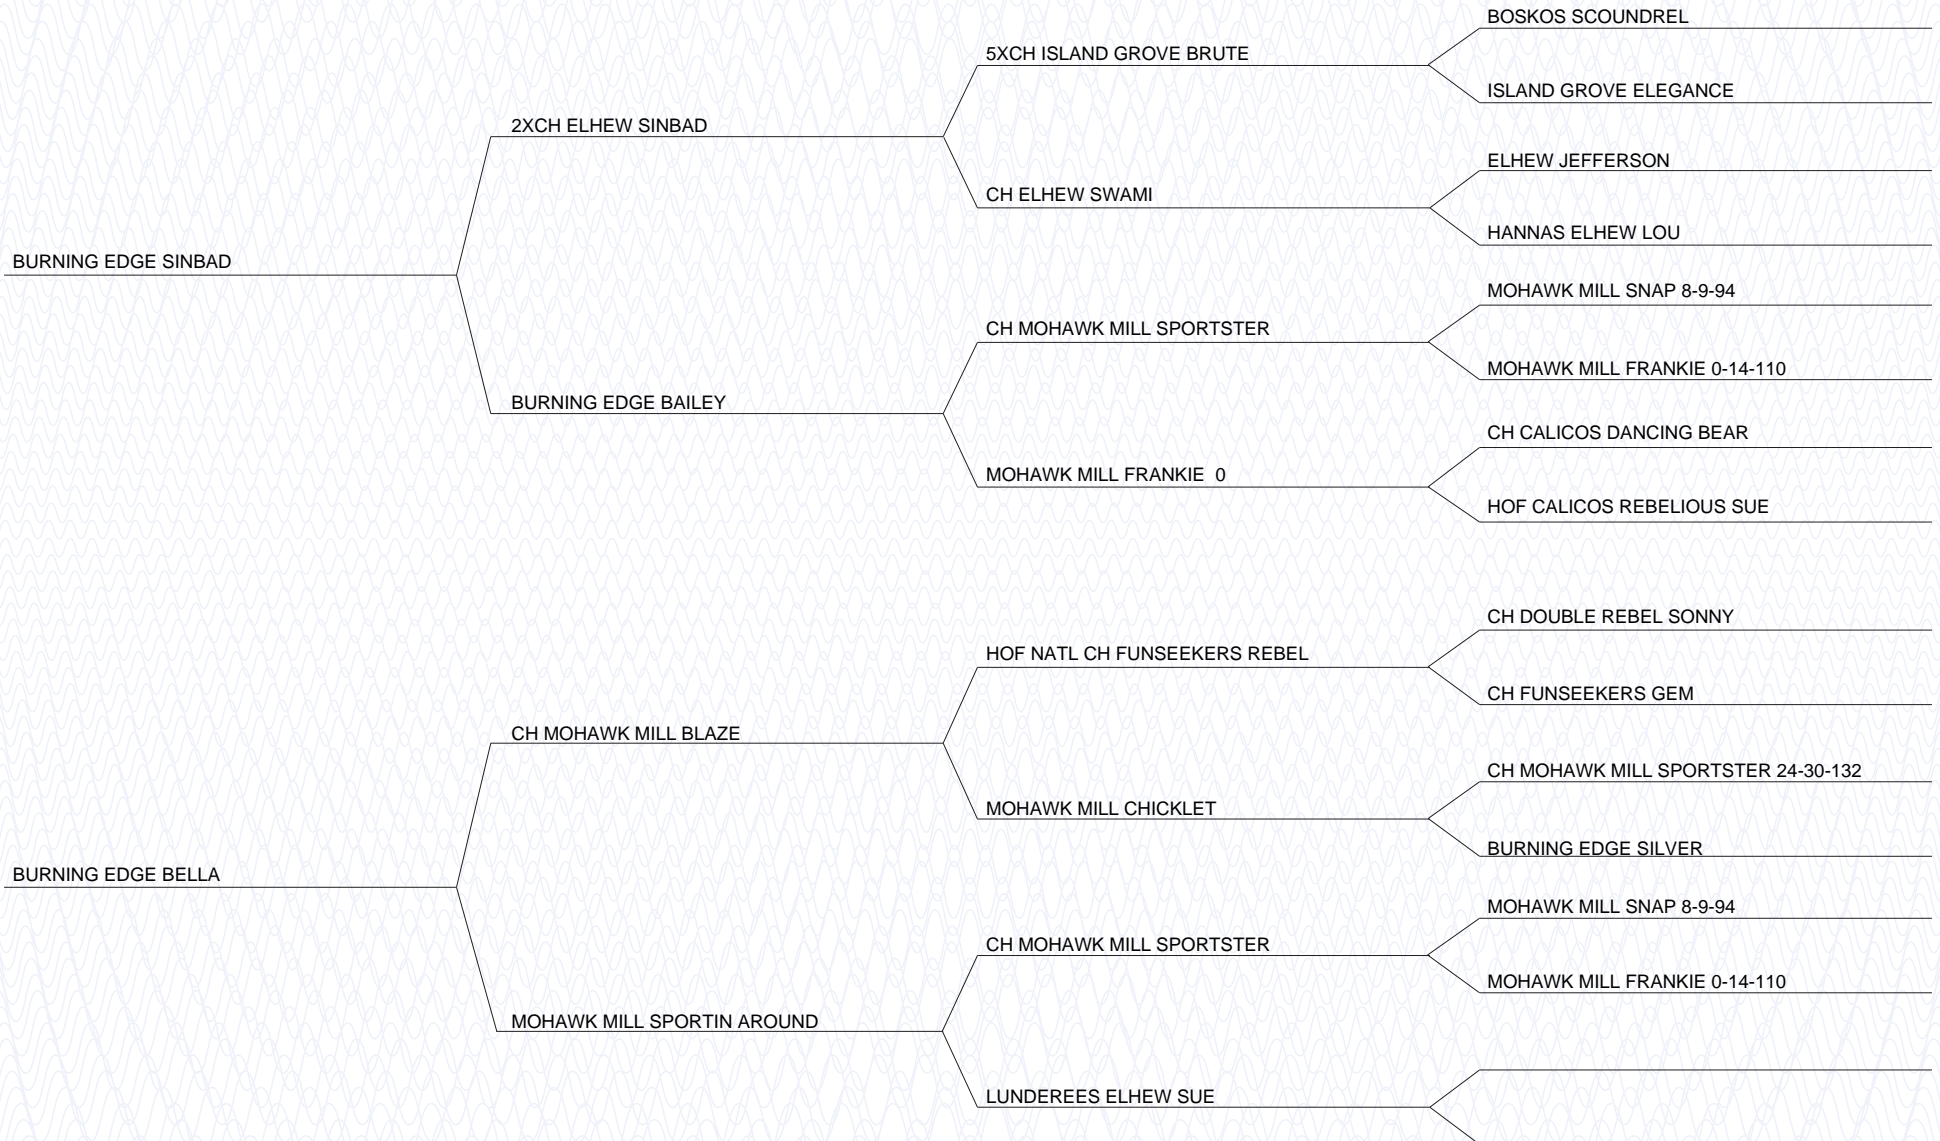 BOSKOS SCOUNDREL
5XCH ISLAND GROVE BRUTE
ISLAND GROVE ELEGANCE
2XCH ELHEW SINBAD
ELHEW JEFFERSON
CH ELHEW SWAMI
HANNAS ELHEW LOU
BURNING EDGE SINBAD
MOHAWK MILL SNAP 8-9-94
CH MOHAWK MILL SPORTSTER
MOHAWK MILL FRANKIE 0-14-110
BURNING EDGE BAILEY
CH CALICOS DANCING BEAR
MOHAWK MILL FRANKIE  0
HOF CALICOS REBELIOUS SUE
CH DOUBLE REBEL SONNY
HOF NATL CH FUNSEEKERS REBEL
CH FUNSEEKERS GEM
CH MOHAWK MILL BLAZE
CH MOHAWK MILL SPORTSTER 24-30-132
MOHAWK MILL CHICKLET
BURNING EDGE SILVER
BURNING EDGE BELLA
MOHAWK MILL SNAP 8-9-94
CH MOHAWK MILL SPORTSTER
MOHAWK MILL FRANKIE 0-14-110
MOHAWK MILL SPORTIN AROUND
LUNDEREES ELHEW SUE